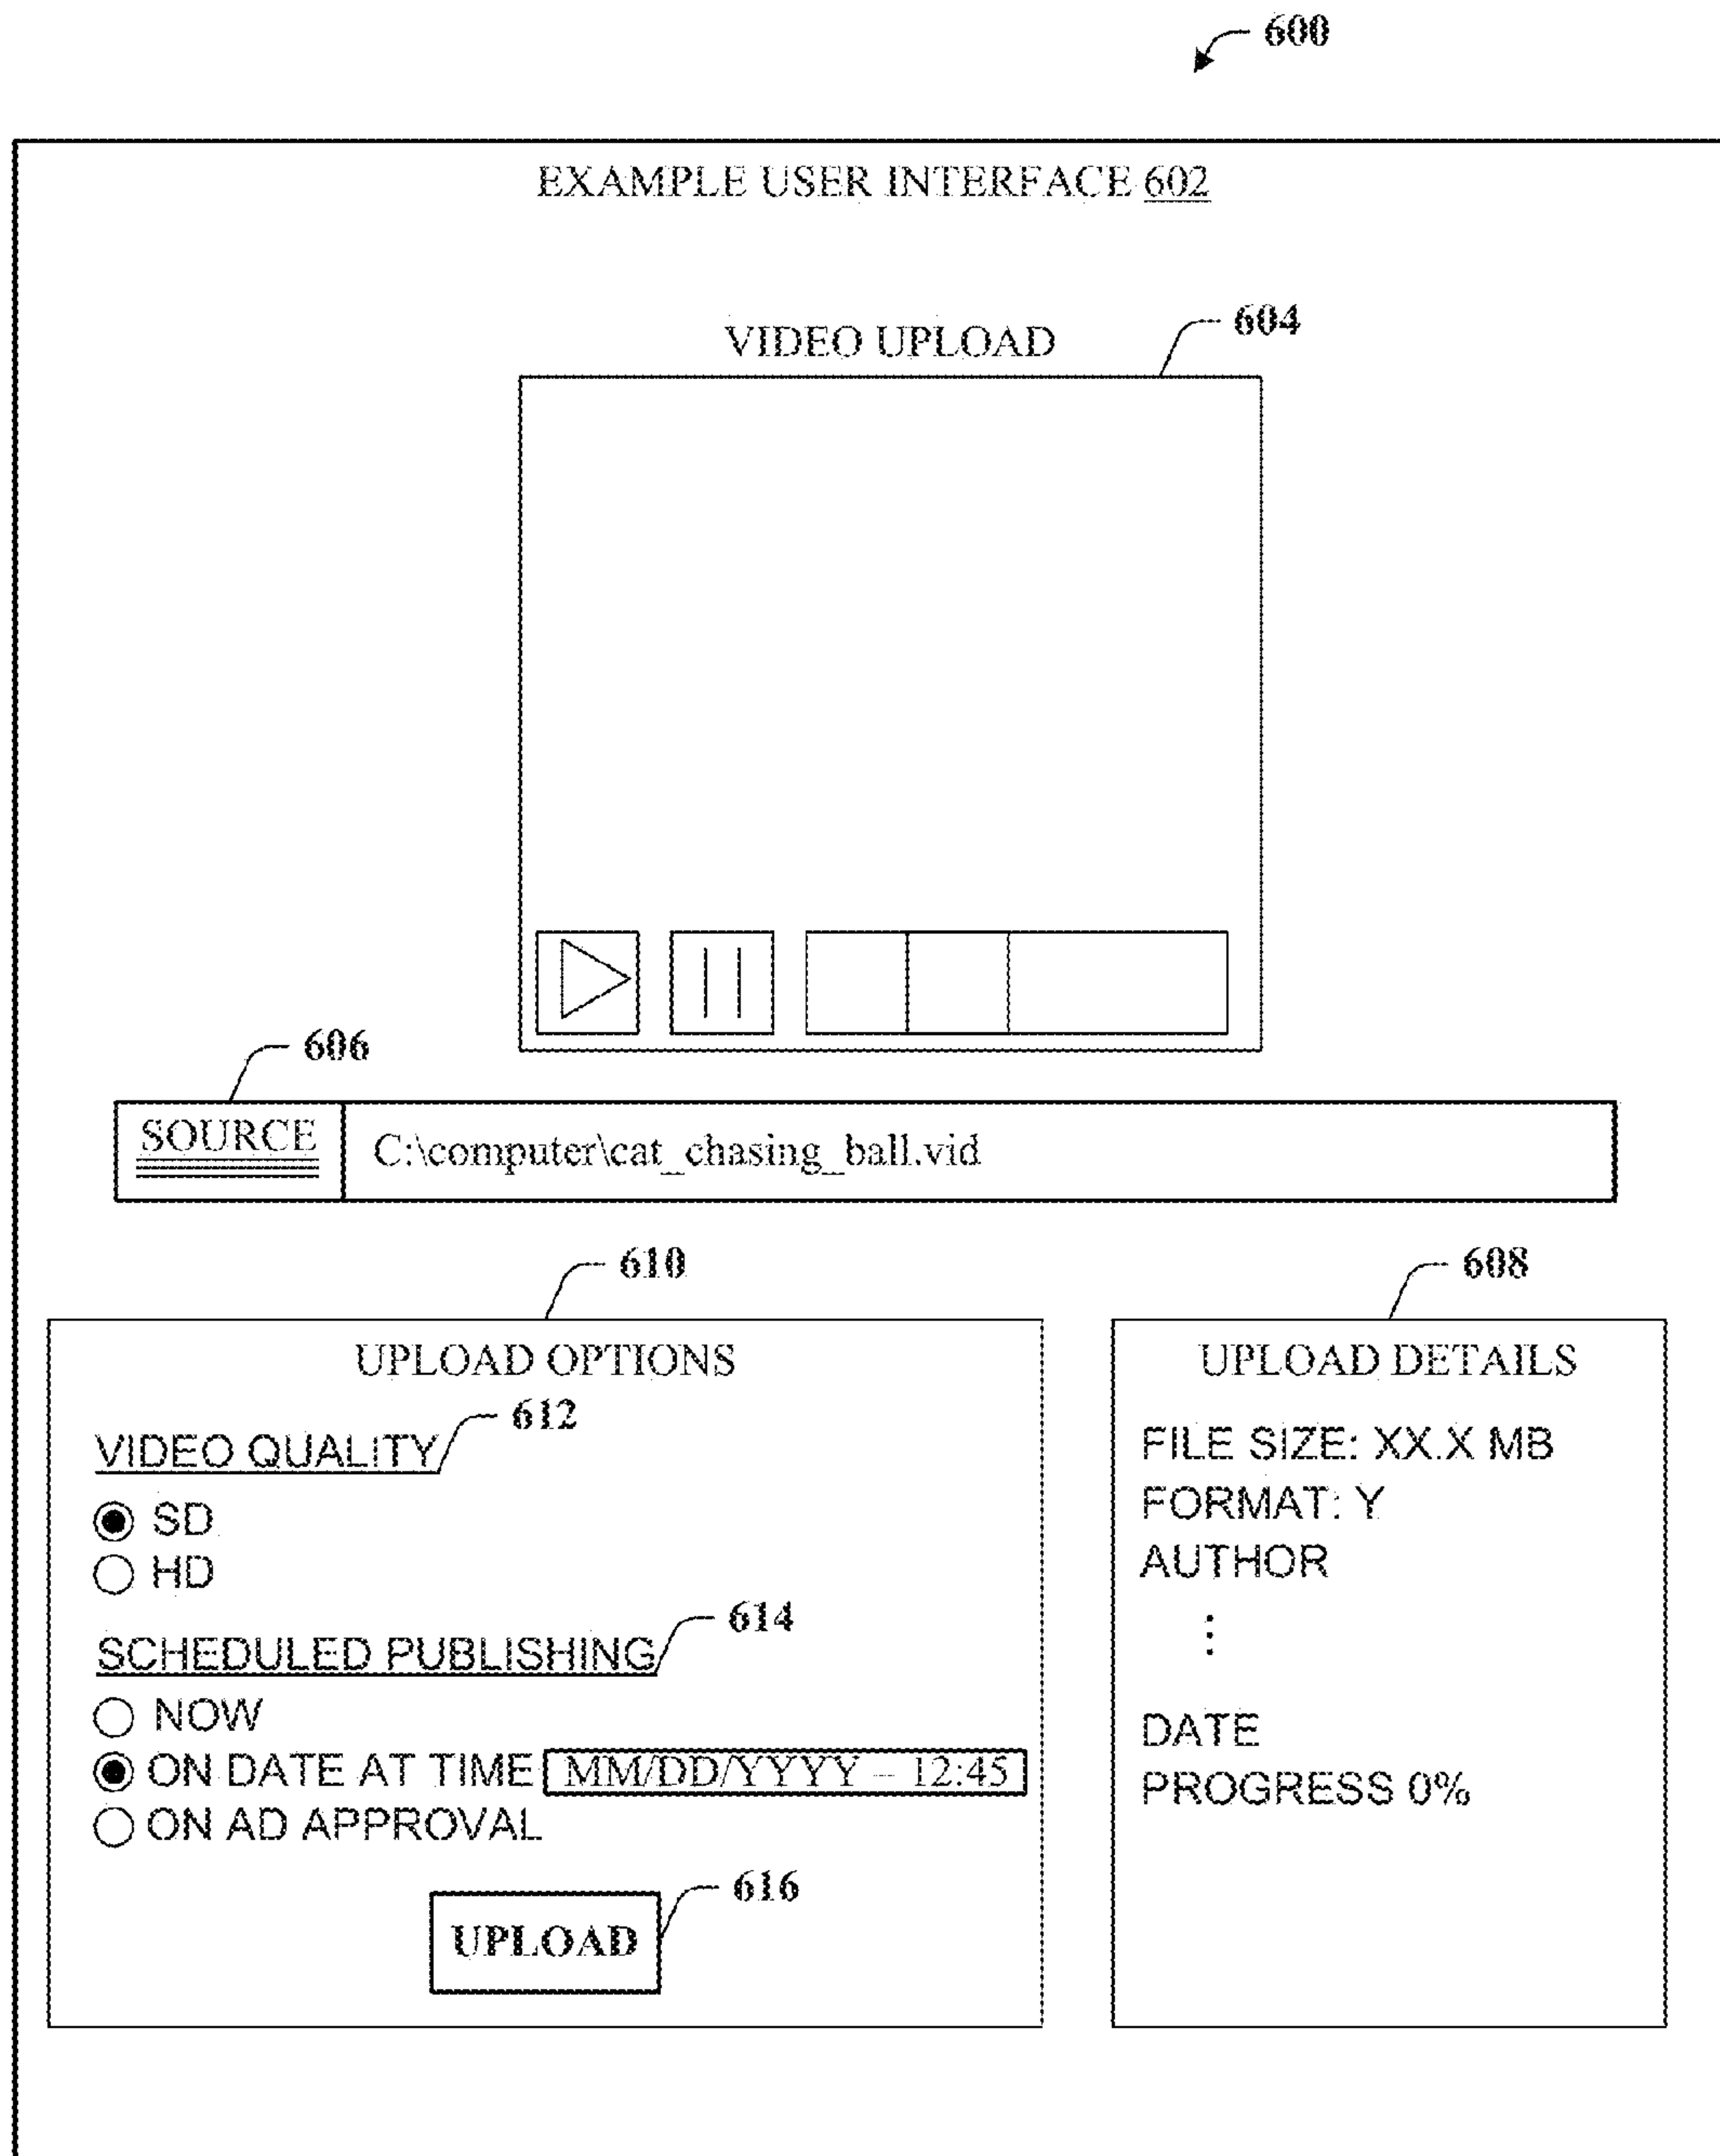 600
EXAMPLE USER INTERFACE 602
VIDEO UPLOAD
604
606
SOURCE
C:\computer\cat_chasing_ball.vid
610
UPLOAD OPTIONS
612
VIDEO QUALITY
SD
HD
614
SCHEDULED PUBLISHING
NOW
ON DATE AT TIME MM/DD/YYYY – 12:45
ON AD APPROVAL
616
UPLOAD
608
UPLOAD DETAILS
FILE SIZE: XX.X MB
FORMAT: Y
AUTHOR
⋮
DATE
PROGRESS 0%